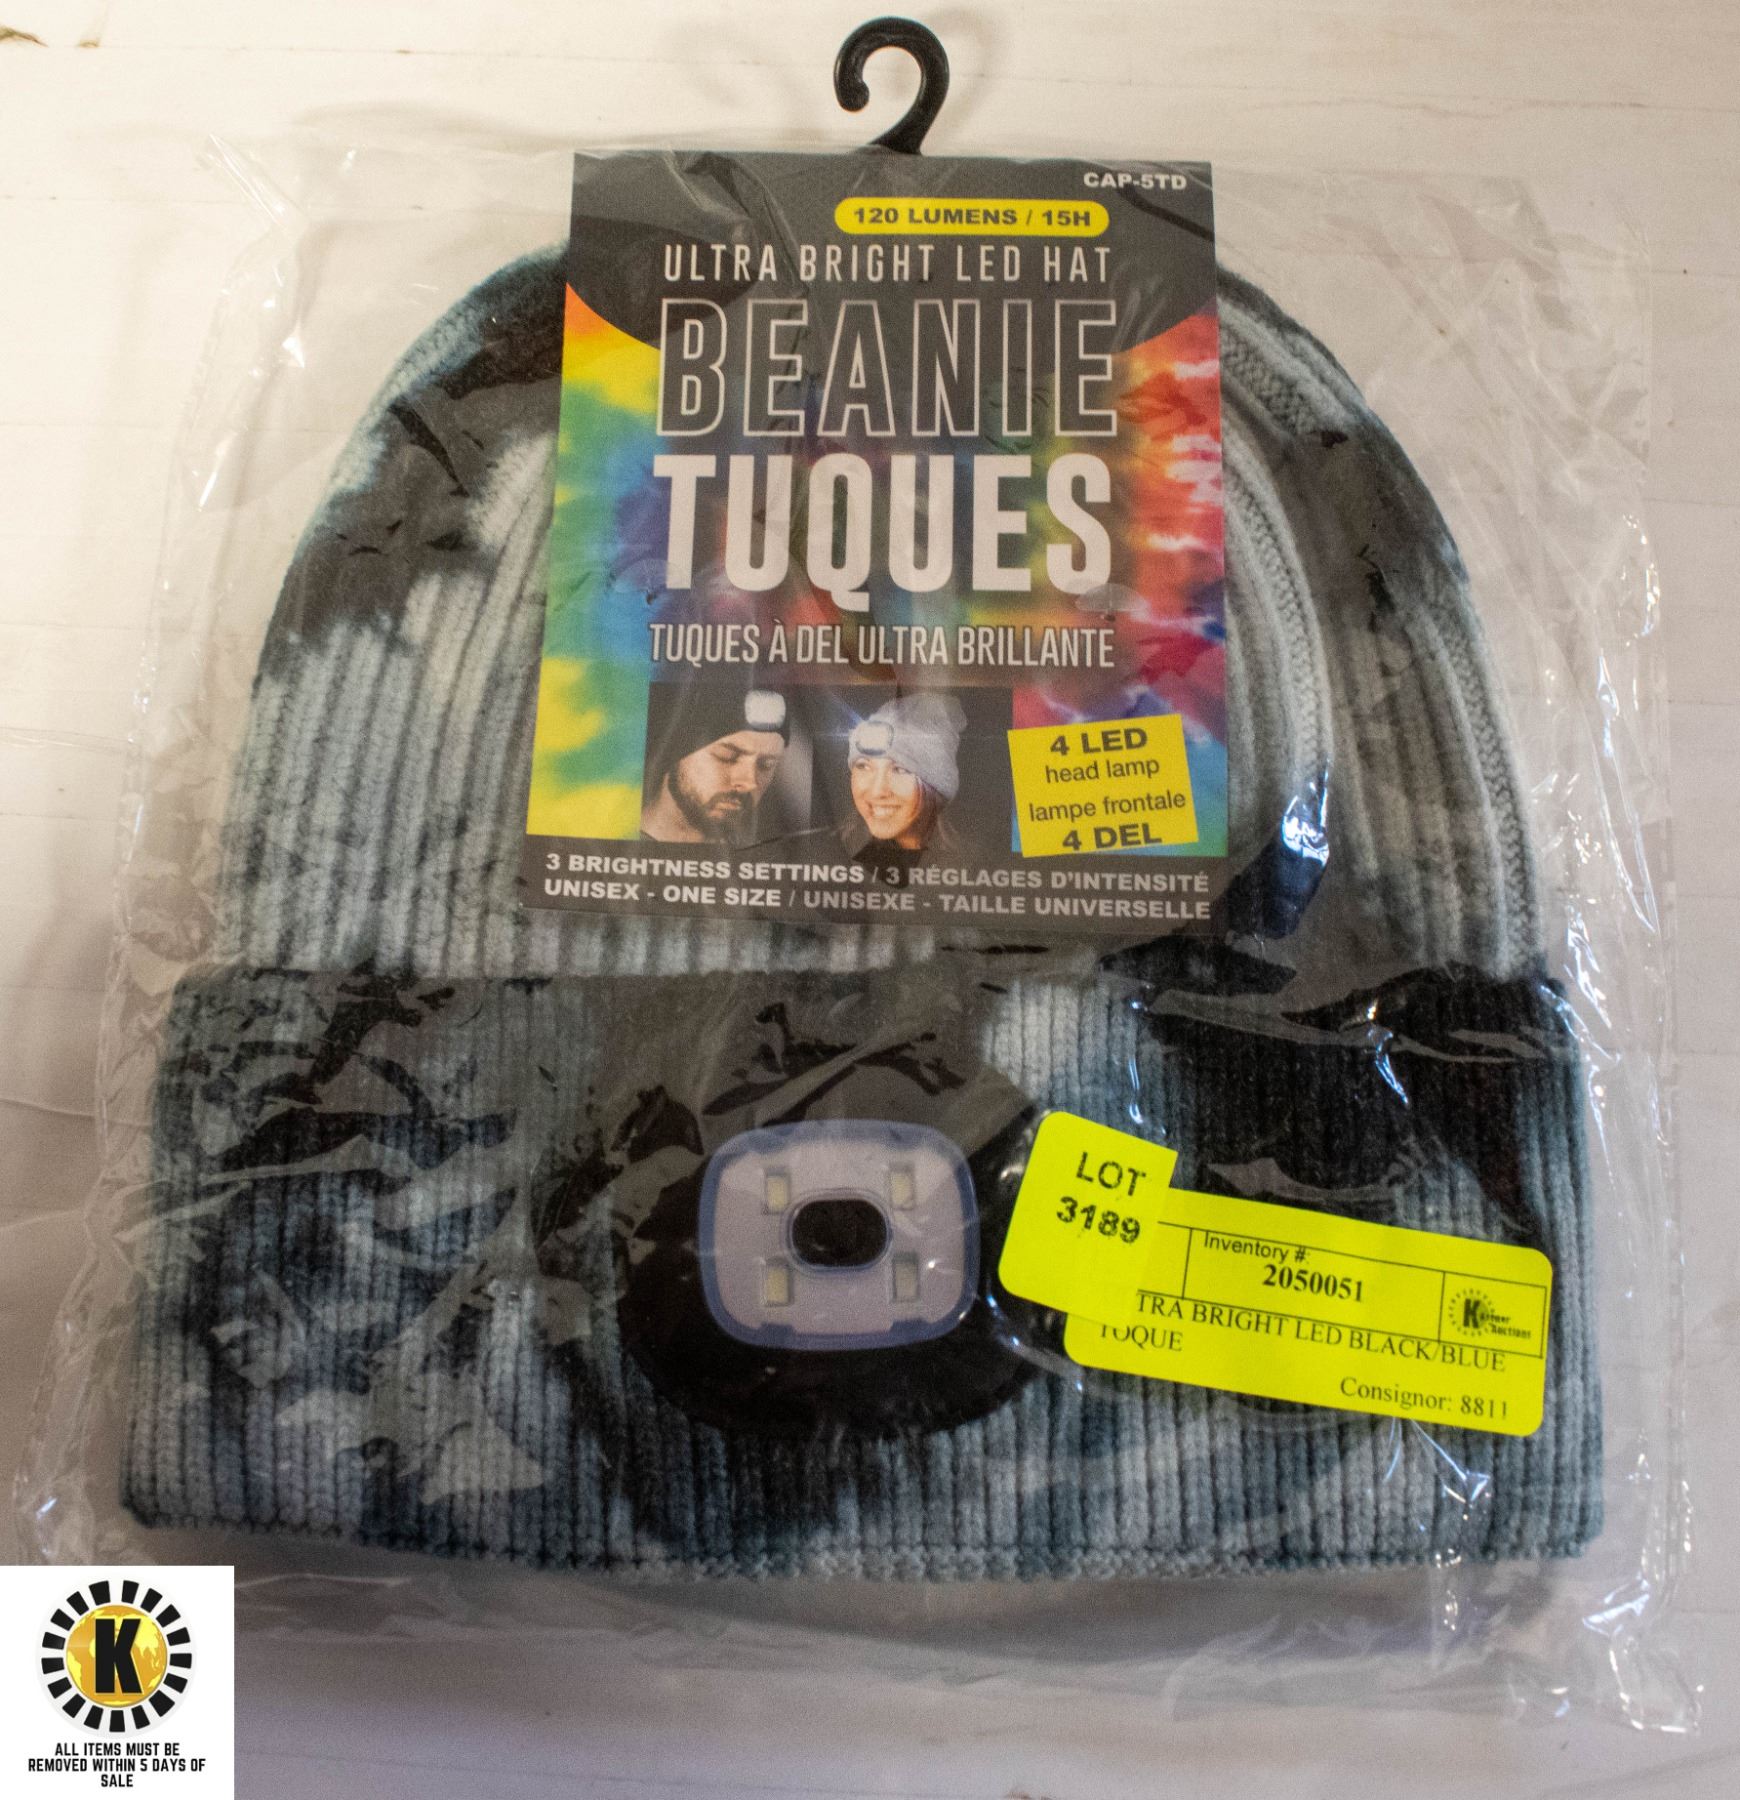 CAP-5TD
120 LUMENS / 15H
ULTRA BRIGHT LED HAT
BEANIE
TUQUES
TUQUES À DEL ULTRA BRILLANTE
4 LED
head lamp
lampe frontale
4 DEL
3 BRIGHTNESS SETTINGS / 3 RÉGLAGES D'INTENSITÉ
UNISEX - ONE SIZE / UNISEXE - TAILLE UNIVERSELLE
LOT
3189
Inventory #:
2050051
TRA BRIGHT LED BLACK/BLUE
TOQUE
Consignor: 8811
K
ALL ITEMS MUST BE
REMOVED WITHIN 5 DAYS OF
SALE